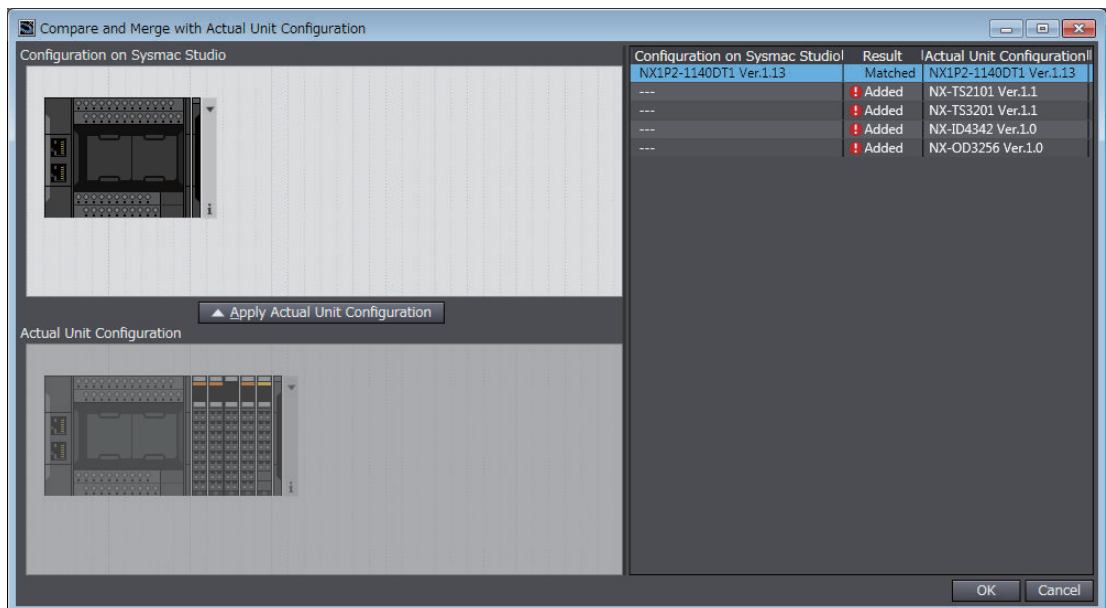 Compare and Merge with Actual Unit Configuration
Configuration on Sysmac Studio
Apply Actual Unit Configuration
Actual Unit Configuration
Configuration on Sysmac Studio Result Actual Unit Configuration
NX1P2-1140DT1 Ver.1.13 Matched NX1P2-1140DT1 Ver.1.13
--- Added NX-TS2101 Ver.1.1
--- Added NX-TS3201 Ver.1.1
--- Added NX-ID4342 Ver.1.0
--- Added NX-OD3256 Ver.1.0
OK Cancel